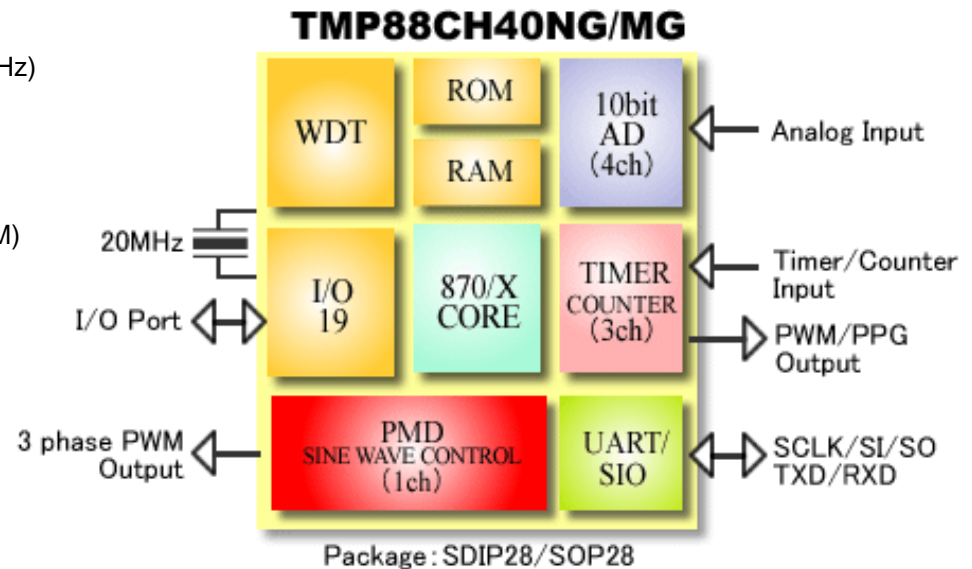 TMP88CH40NG/MG
Hz)
WDT
ROM
RAM
10bit
AD
(4ch)
Analog Input
M)
20MHz
I/O Port
I/O
19
870/X
CORE
TIMER
COUNTER
(3ch)
Timer/Counter
Input
PWM/PPG
Output
3 phase PWM
Output
PMD
SINE WAVE CONTROL
(1ch)
UART/
SIO
SCLK/SI/SO
TXD/RXD
Package:SDIP28/SOP28